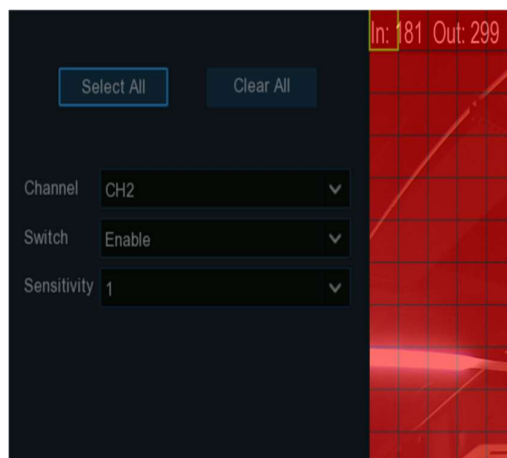 In: 181 Out: 299
Select All Clear All
Channel CH2
Switch Enable
Sensitivity 1